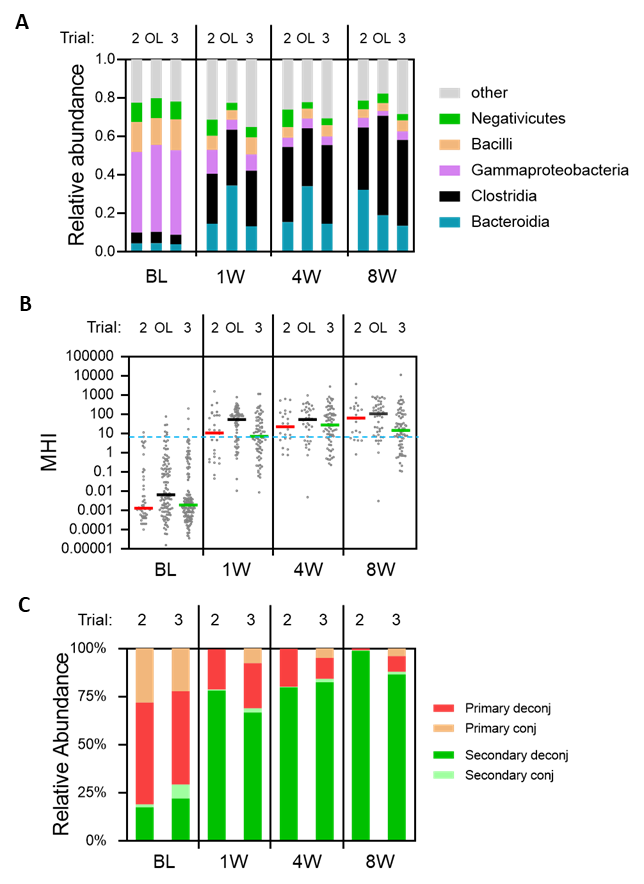 A
Trial: 2 OL 3 2 OL 3 2 OL 3 2 OL 3
Relative abundance
1.0
0.8
0.6
0.4
0.2
0.0
BL 1W 4W 8W
other
Negativicutes
Bacilli
Gammaproteobacteria
Clostridia
Bacteroidia
B
Trial: 2 OL 3 2 OL 3 2 OL 3 2 OL 3
MHI
100000
10000
1000
100
10
1
0.1
0.01
0.001
0.0001
0.00001
BL 1W 4W 8W
C
Trial: 2 3 2 3 2 3 2 3
Relative Abundance
100%
75%
50%
25%
0%
BL 1W 4W 8W
Primary deconj
Primary conj
Secondary deconj
Secondary conj